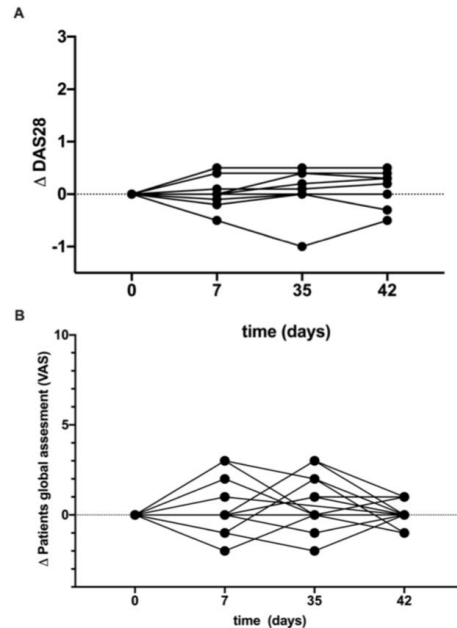 A
3
2
1
0
-1
Δ DAS28
0 7 35 42
time (days)
B
10
5
0
Δ Patients global assesment (VAS)
0 7 35 42
time (days)